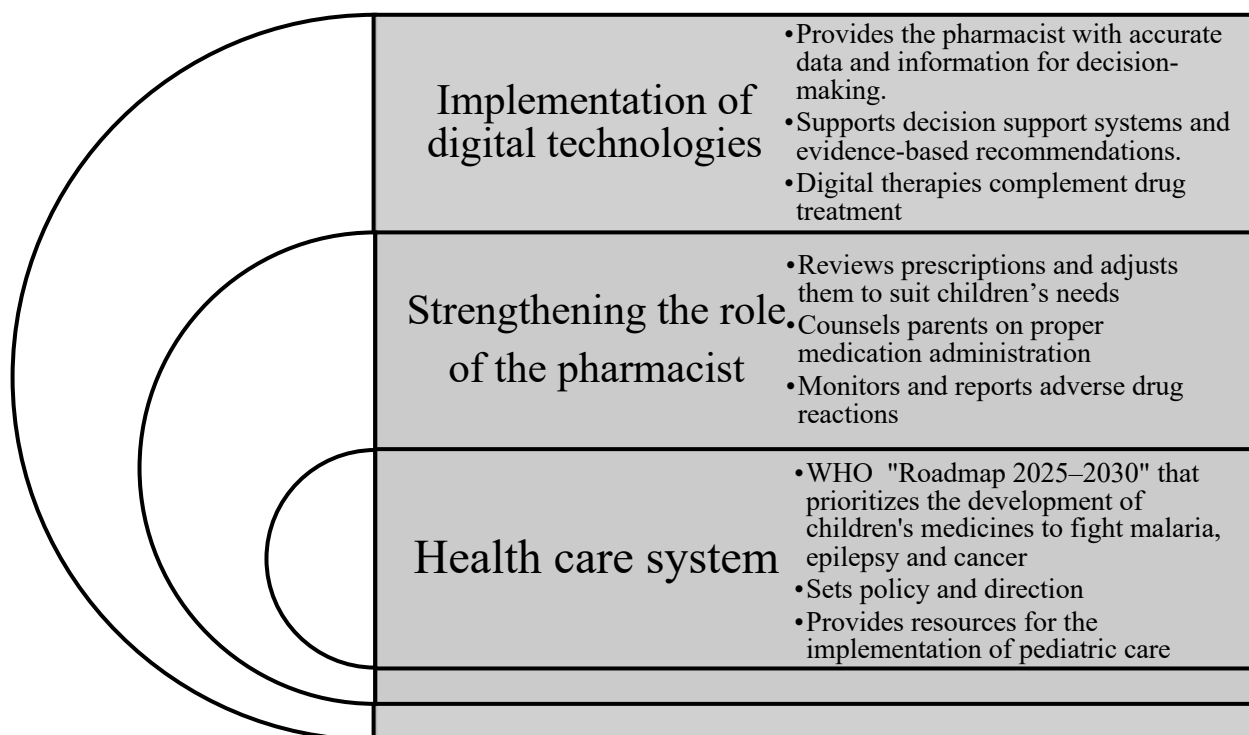 Implementation of
digital technologies
•Provides the pharmacist with accurate
data and information for decision-
making.
•Supports decision support systems and
evidence-based recommendations.
•Digital therapies complement drug
treatment
Strengthening the role
of the pharmacist
•Reviews prescriptions and adjusts
them to suit children’s needs
•Counsels parents on proper
medication administration
•Monitors and reports adverse drug
reactions
Health care system
•WHO "Roadmap 2025–2030" that
prioritizes the development of
children's medicines to fight malaria,
epilepsy and cancer
•Sets policy and direction
•Provides resources for the
implementation of pediatric care